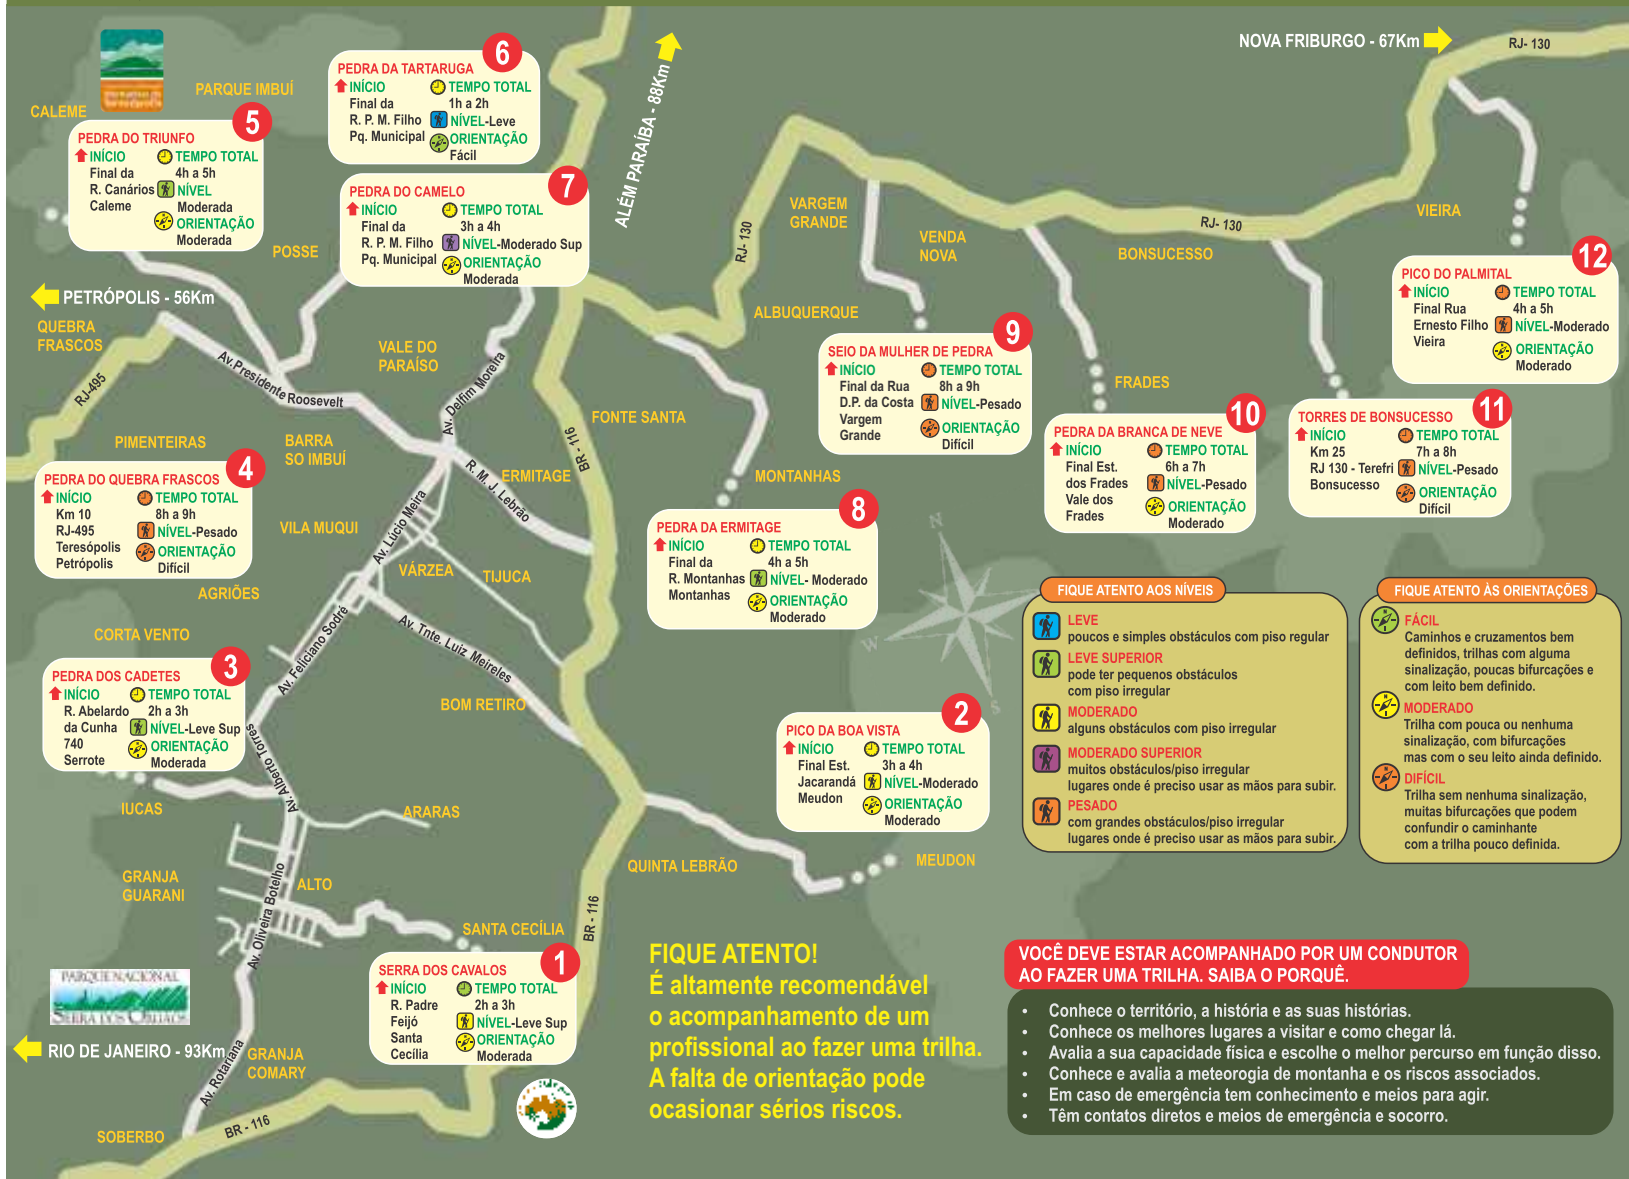 NOVA FRIBURGO - 67Km
RJ- 130
ALÉM PARAÍBA - 88Km
PARQUE IMBUÍ
CALEME
6
PEDRA DA TARTARUGA
INÍCIO
Final da
R. P. M. Filho
Pq. Municipal
TEMPO TOTAL
1h a 2h
NÍVEL-Leve
ORIENTAÇÃO
Fácil
5
PEDRA DO TRIUNFO
INÍCIO
Final da
R. Canários
Caleme
TEMPO TOTAL
4h a 5h
NÍVEL
Moderada
ORIENTAÇÃO
Moderada
7
PEDRA DO CAMELO
INÍCIO
Final da
R. P. M. Filho
Pq. Municipal
TEMPO TOTAL
3h a 4h
NÍVEL-Moderado Sup
ORIENTAÇÃO
Moderada
POSSE
PETRÓPOLIS - 56Km
QUEBRA
FRASCOS
RJ-495
Av.Presidente Roosevelt
VALE DO
PARAÍSO
Av. Delfim Moreira
RJ- 130
VARGEM
GRANDE
VENDA
NOVA
RJ- 130
BONSUCESSO
VIEIRA
ALBUQUERQUE
12
PICO DO PALMITAL
INÍCIO
Final Rua
Ernesto Filho
Vieira
TEMPO TOTAL
4h a 5h
NÍVEL-Moderado
ORIENTAÇÃO
Moderado
9
SEIO DA MULHER DE PEDRA
INÍCIO
Final da Rua
D.P. da Costa
Vargem
Grande
TEMPO TOTAL
8h a 9h
NÍVEL-Pesado
ORIENTAÇÃO
Difícil
FRADES
10
PEDRA DA BRANCA DE NEVE
INÍCIO
Final Est.
dos Frades
Vale dos
Frades
TEMPO TOTAL
6h a 7h
NÍVEL-Pesado
ORIENTAÇÃO
Moderado
11
TORRES DE BONSUCESSO
INÍCIO
Km 25
RJ 130 - Terefri
Bonsucesso
TEMPO TOTAL
7h a 8h
NÍVEL-Pesado
ORIENTAÇÃO
Difícil
FONTE SANTA
BR - 116
PIMENTEIRAS
BARRA
SO IMBUÍ
ERMITAGE
R. M. J. Lebrão
MONTANHAS
4
PEDRA DO QUEBRA FRASCOS
INÍCIO
Km 10
RJ-495
Teresópolis
Petrópolis
TEMPO TOTAL
8h a 9h
NÍVEL-Pesado
ORIENTAÇÃO
Difícil
VILA MUQUI
Av. Lúcio Meira
VÁRZEA
TIJUCA
8
PEDRA DA ERMITAGE
INÍCIO
Final da
R. Montanhas
Montanhas
TEMPO TOTAL
4h a 5h
NÍVEL- Moderado
ORIENTAÇÃO
Moderado
N
W
S
AGRIÕES
CORTA VENTO
Av. Feliciano Sodré
Av. Tnte. Luiz Meireles
BOM RETIRO
3
PEDRA DOS CADETES
INÍCIO
R. Abelardo
da Cunha
740
Serrote
TEMPO TOTAL
2h a 3h
NÍVEL-Leve Sup
ORIENTAÇÃO
Moderada
Av. Alberto Torres
2
PICO DA BOA VISTA
INÍCIO
Final Est.
Jacarandá
Meudon
TEMPO TOTAL
3h a 4h
NÍVEL-Moderado
ORIENTAÇÃO
Moderado
FIQUE ATENTO AOS NÍVEIS
LEVE
poucos e simples obstáculos com piso regular
LEVE SUPERIOR
pode ter pequenos obstáculos
com piso irregular
MODERADO
alguns obstáculos com piso irregular
MODERADO SUPERIOR
muitos obstáculos/piso irregular
lugares onde é preciso usar as mãos para subir.
PESADO
com grandes obstáculos/piso irregular
lugares onde é preciso usar as mãos para subir.
FIQUE ATENTO ÀS ORIENTAÇÕES
FÁCIL
Caminhos e cruzamentos bem
definidos, trilhas com alguma
sinalização, poucas bifurcações e
com leito bem definido.
MODERADO
Trilha com pouca ou nenhuma
sinalização, com bifurcações
mas com o seu leito ainda definido.
DIFÍCIL
Trilha sem nenhuma sinalização,
muitas bifurcações que podem
confundir o caminhante
com a trilha pouco definida.
IUCAS
ARARAS
QUINTA LEBRÃO
MEUDON
GRANJA
GUARANI
ALTO
Av. Oliveira Botelho
SANTA CECÍLIA
BR - 116
PARQUE NACIONAL
SERRA DOS ORGÃOS
1
SERRA DOS CAVALOS
INÍCIO
R. Padre
Feijó
Santa
Cecília
TEMPO TOTAL
2h a 3h
NÍVEL-Leve Sup
ORIENTAÇÃO
Moderada
RIO DE JANEIRO - 93Km
Av. Rotariana
GRANJA
COMARY
SOBERBO
BR - 116
FIQUE ATENTO!
É altamente recomendável
o acompanhamento de um
profissional ao fazer uma trilha.
A falta de orientação pode
ocasionar sérios riscos.
VOCÊ DEVE ESTAR ACOMPANHADO POR UM CONDUTOR
AO FAZER UMA TRILHA. SAIBA O PORQUÊ.
• Conhece o território, a história e as suas histórias.
• Conhece os melhores lugares a visitar e como chegar lá.
• Avalia a sua capacidade física e escolhe o melhor percurso em função disso.
• Conhece e avalia a meteorogia de montanha e os riscos associados.
• Em caso de emergência tem conhecimento e meios para agir.
• Têm contatos diretos e meios de emergência e socorro.